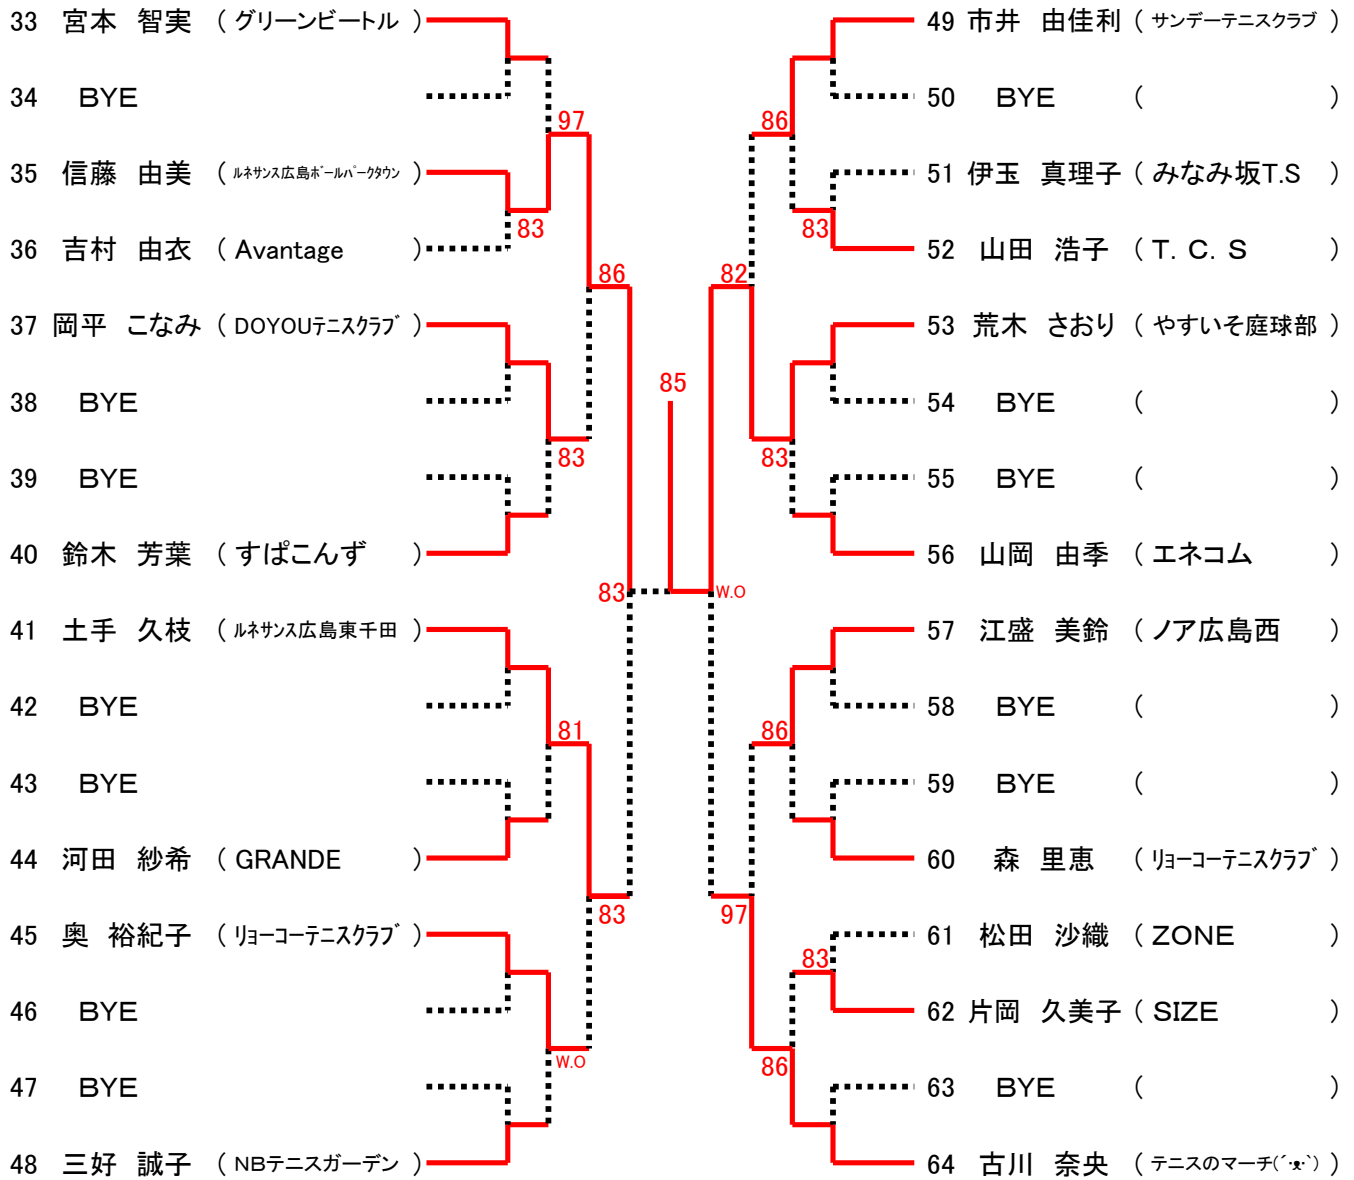 33 宮本 智実 ( グリーンビートル )
34 BYE
35 信藤 由美 ( ルネサンス広島ボールパークタウン )
36 吉村 由衣 ( Avantage )
37 岡平 こなみ ( DOYOUテニスクラブ )
38 BYE
39 BYE
40 鈴木 芳葉 ( すぱこんず )
41 土手 久枝 ( ルネサンス広島東千田 )
42 BYE
43 BYE
44 河田 紗希 ( GRANDE )
45 奥 裕紀子 ( リョーコーテニスクラブ )
46 BYE
47 BYE
48 三好 誠子 ( NBテニスガーデン )
97
83
86
83
83
81
83
W.O
85
86
83
82
83
W.O
86
97
83
86
49 市井 由佳利 ( サンデーテニスクラブ )
50 BYE ( )
51 伊玉 真理子 ( みなみ坂T.S )
52 山田 浩子 ( T. C. S )
53 荒木 さおり ( やすいそ庭球部 )
54 BYE ( )
55 BYE ( )
56 山岡 由季 ( エネコム )
57 江盛 美鈴 ( ノア広島西 )
58 BYE ( )
59 BYE ( )
60 森 里恵 ( リョーコーテニスクラブ )
61 松田 沙織 ( ZONE )
62 片岡 久美子 ( SIZE )
63 BYE ( )
64 古川 奈央 ( テニスのマーチ(´･ᴥ･`) )